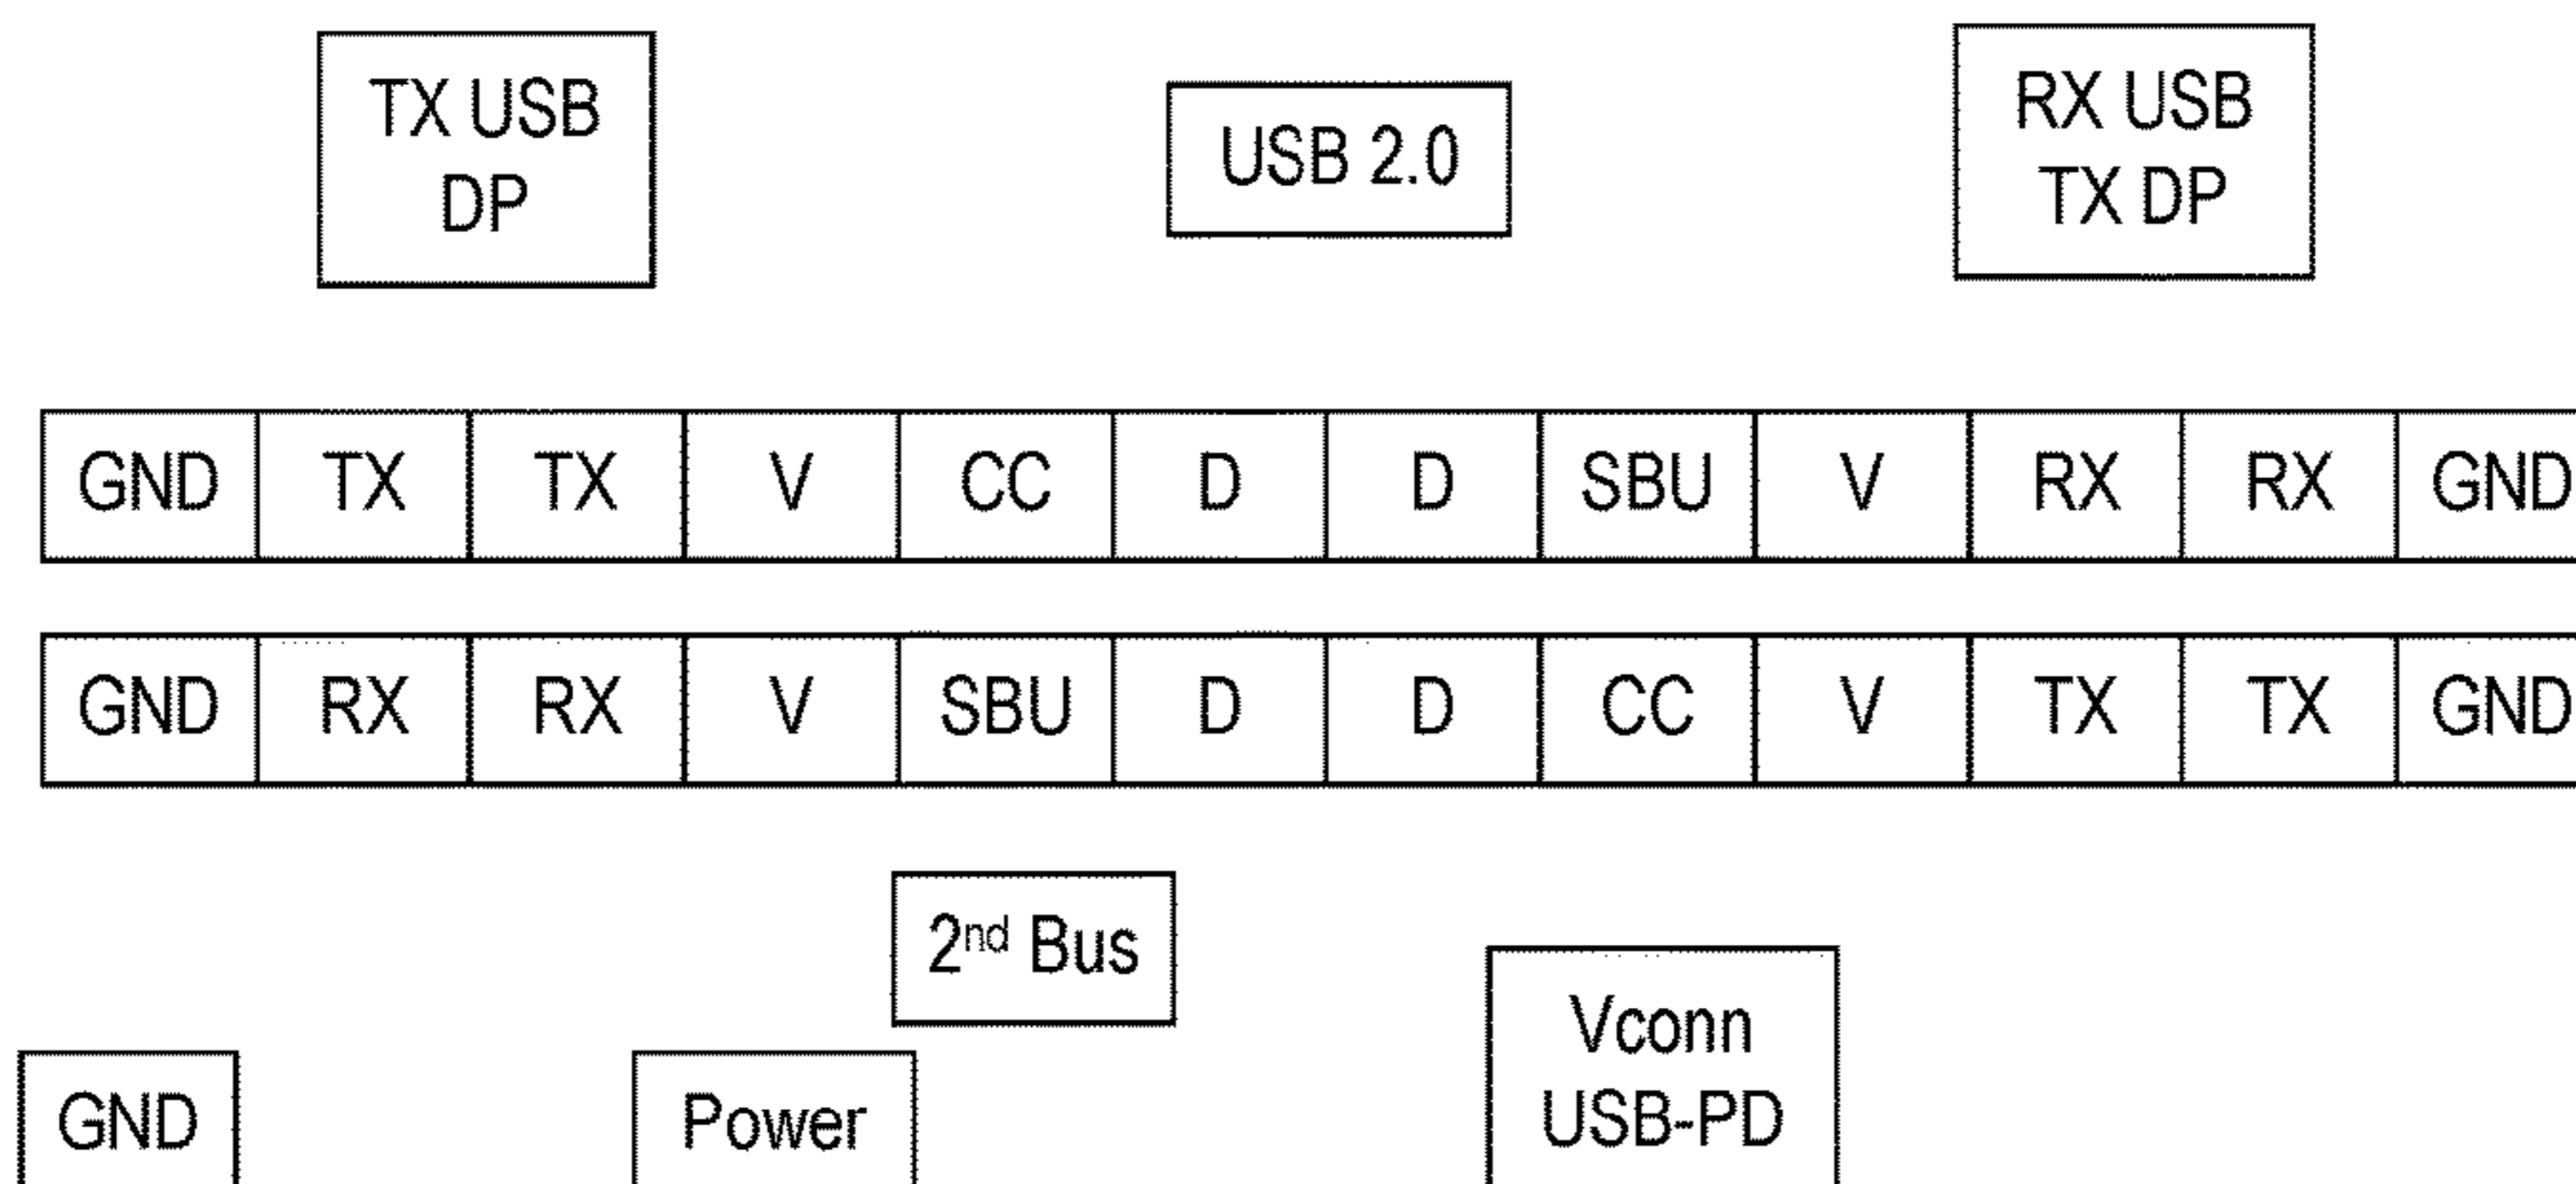 TX USB
DP
USB 2.0
RX USB
TX DP
GND TX TX V CC D D SBU V RX RX GND
GND RX RX V SBU D D CC V TX TX GND
2nd Bus
Vconn
USB-PD
GND
Power